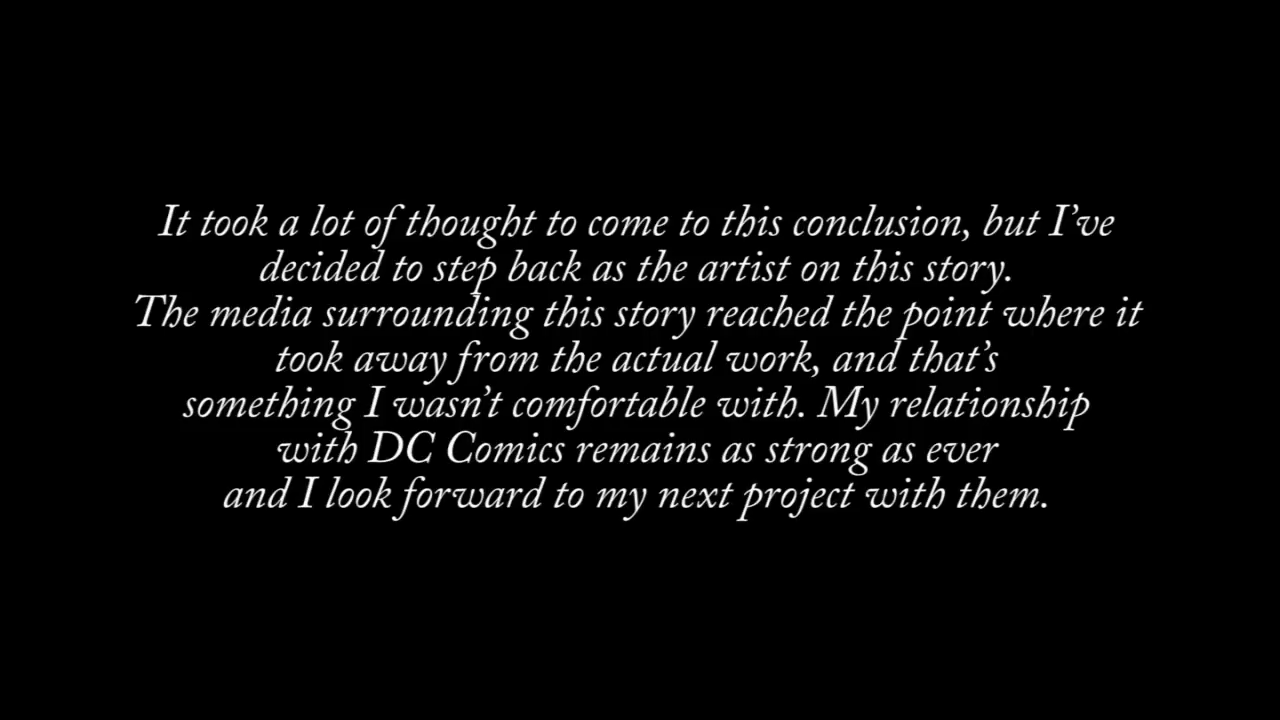 It took a lot of thought to come to this conclusion, but I’ve
decided to step back as the artist on this story.
The media surrounding this story reached the point where it
took away from the actual work, and that’s
something I wasn’t comfortable with. My relationship
with DC Comics remains as strong as ever
and I look forward to my next project with them.